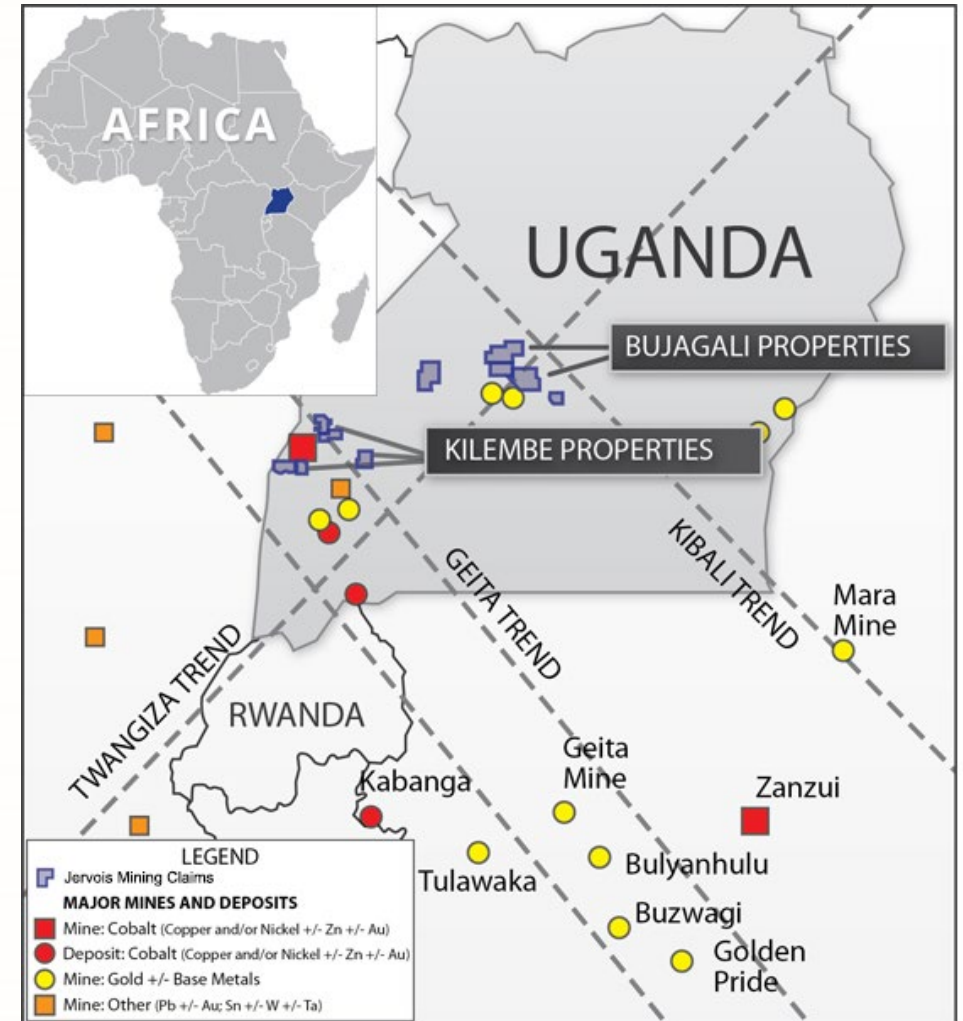 AFRICA
UGANDA
BUJAGALI PROPERTIES
KILEMBE PROPERTIES
GEITA TREND
KIBALI TREND
Mara
Mine
TWANGIZA TREND
RWANDA
Geita
Mine
Kabanga
Zanzui
Tulawaka
Bulyanhulu
Buzwagi
Golden
Pride
LEGEND
Jervois Mining Claims
MAJOR MINES AND DEPOSITS
Mine: Cobalt (Copper and/or Nickel +/- Zn +/- Au)
Deposit: Cobalt (Copper and/or Nickel +/- Zn +/- Au)
Mine: Gold +/- Base Metals
Mine: Other (Pb +/- Au; Sn +/- W +/- Ta)